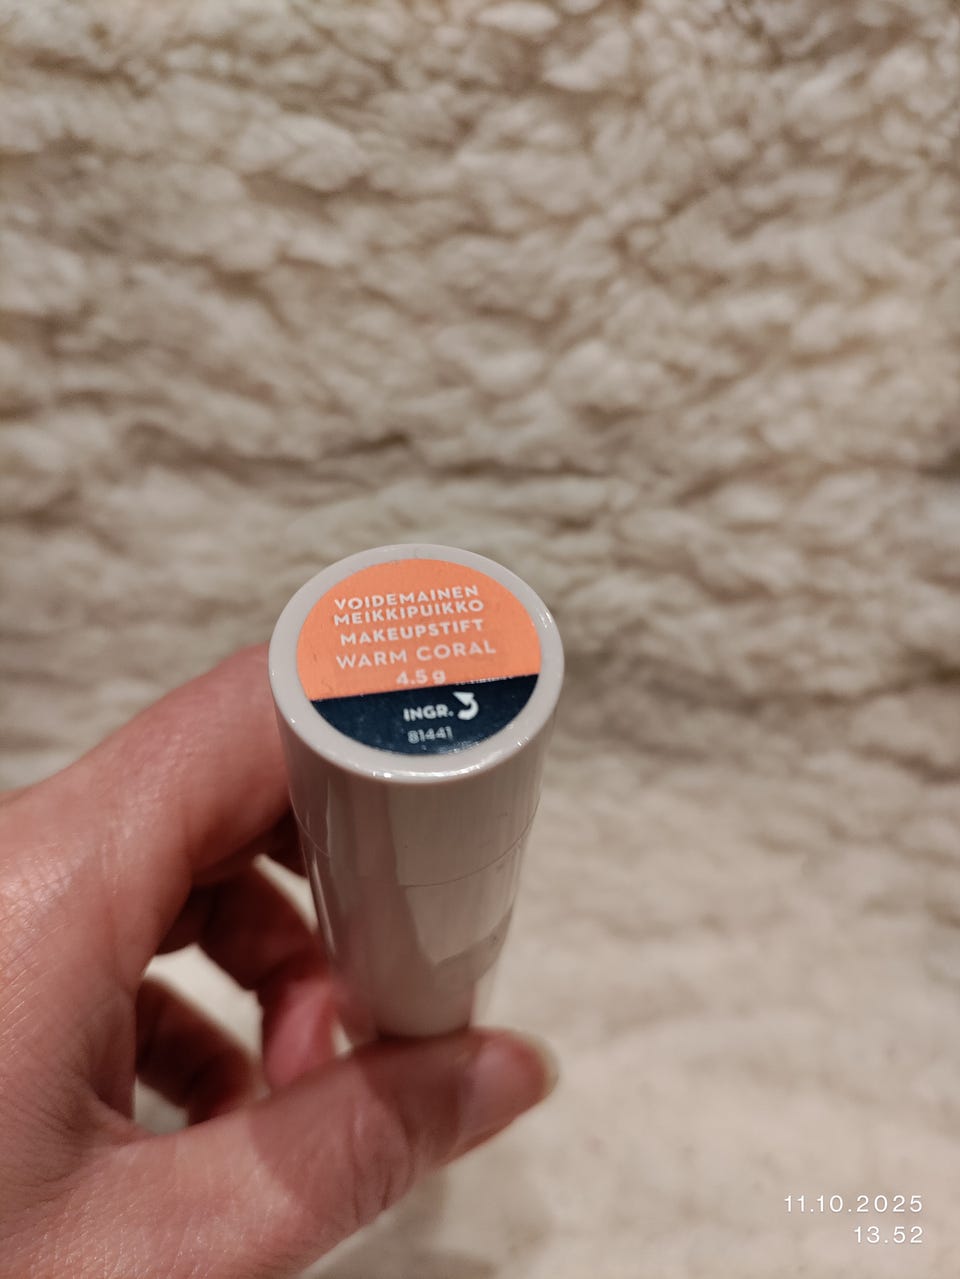 VOIDEMAINEN
MEIKKIPUIKKO
MAKEUPSTIFT
WARM CORAL
4.5 g
INGR.
81441
11.10.2025
13.52